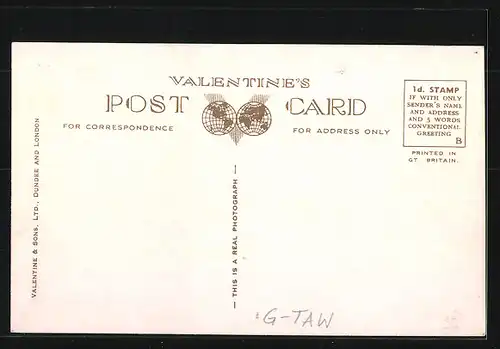 VALENTINE'S
POST CARD
FOR CORRESPONDENCE
FOR ADDRESS ONLY
1d. STAMP
IF WITH ONLY
SENDER'S NAME
AND ADDRESS
AND 5 WORDS
CONVENTIONAL
GREETING
B
PRINTED IN
GT BRITAIN.
VALENTINE & SONS, LTD., DUNDEE AND LONDON
THIS IS A REAL PHOTOGRAPH
G-TAW